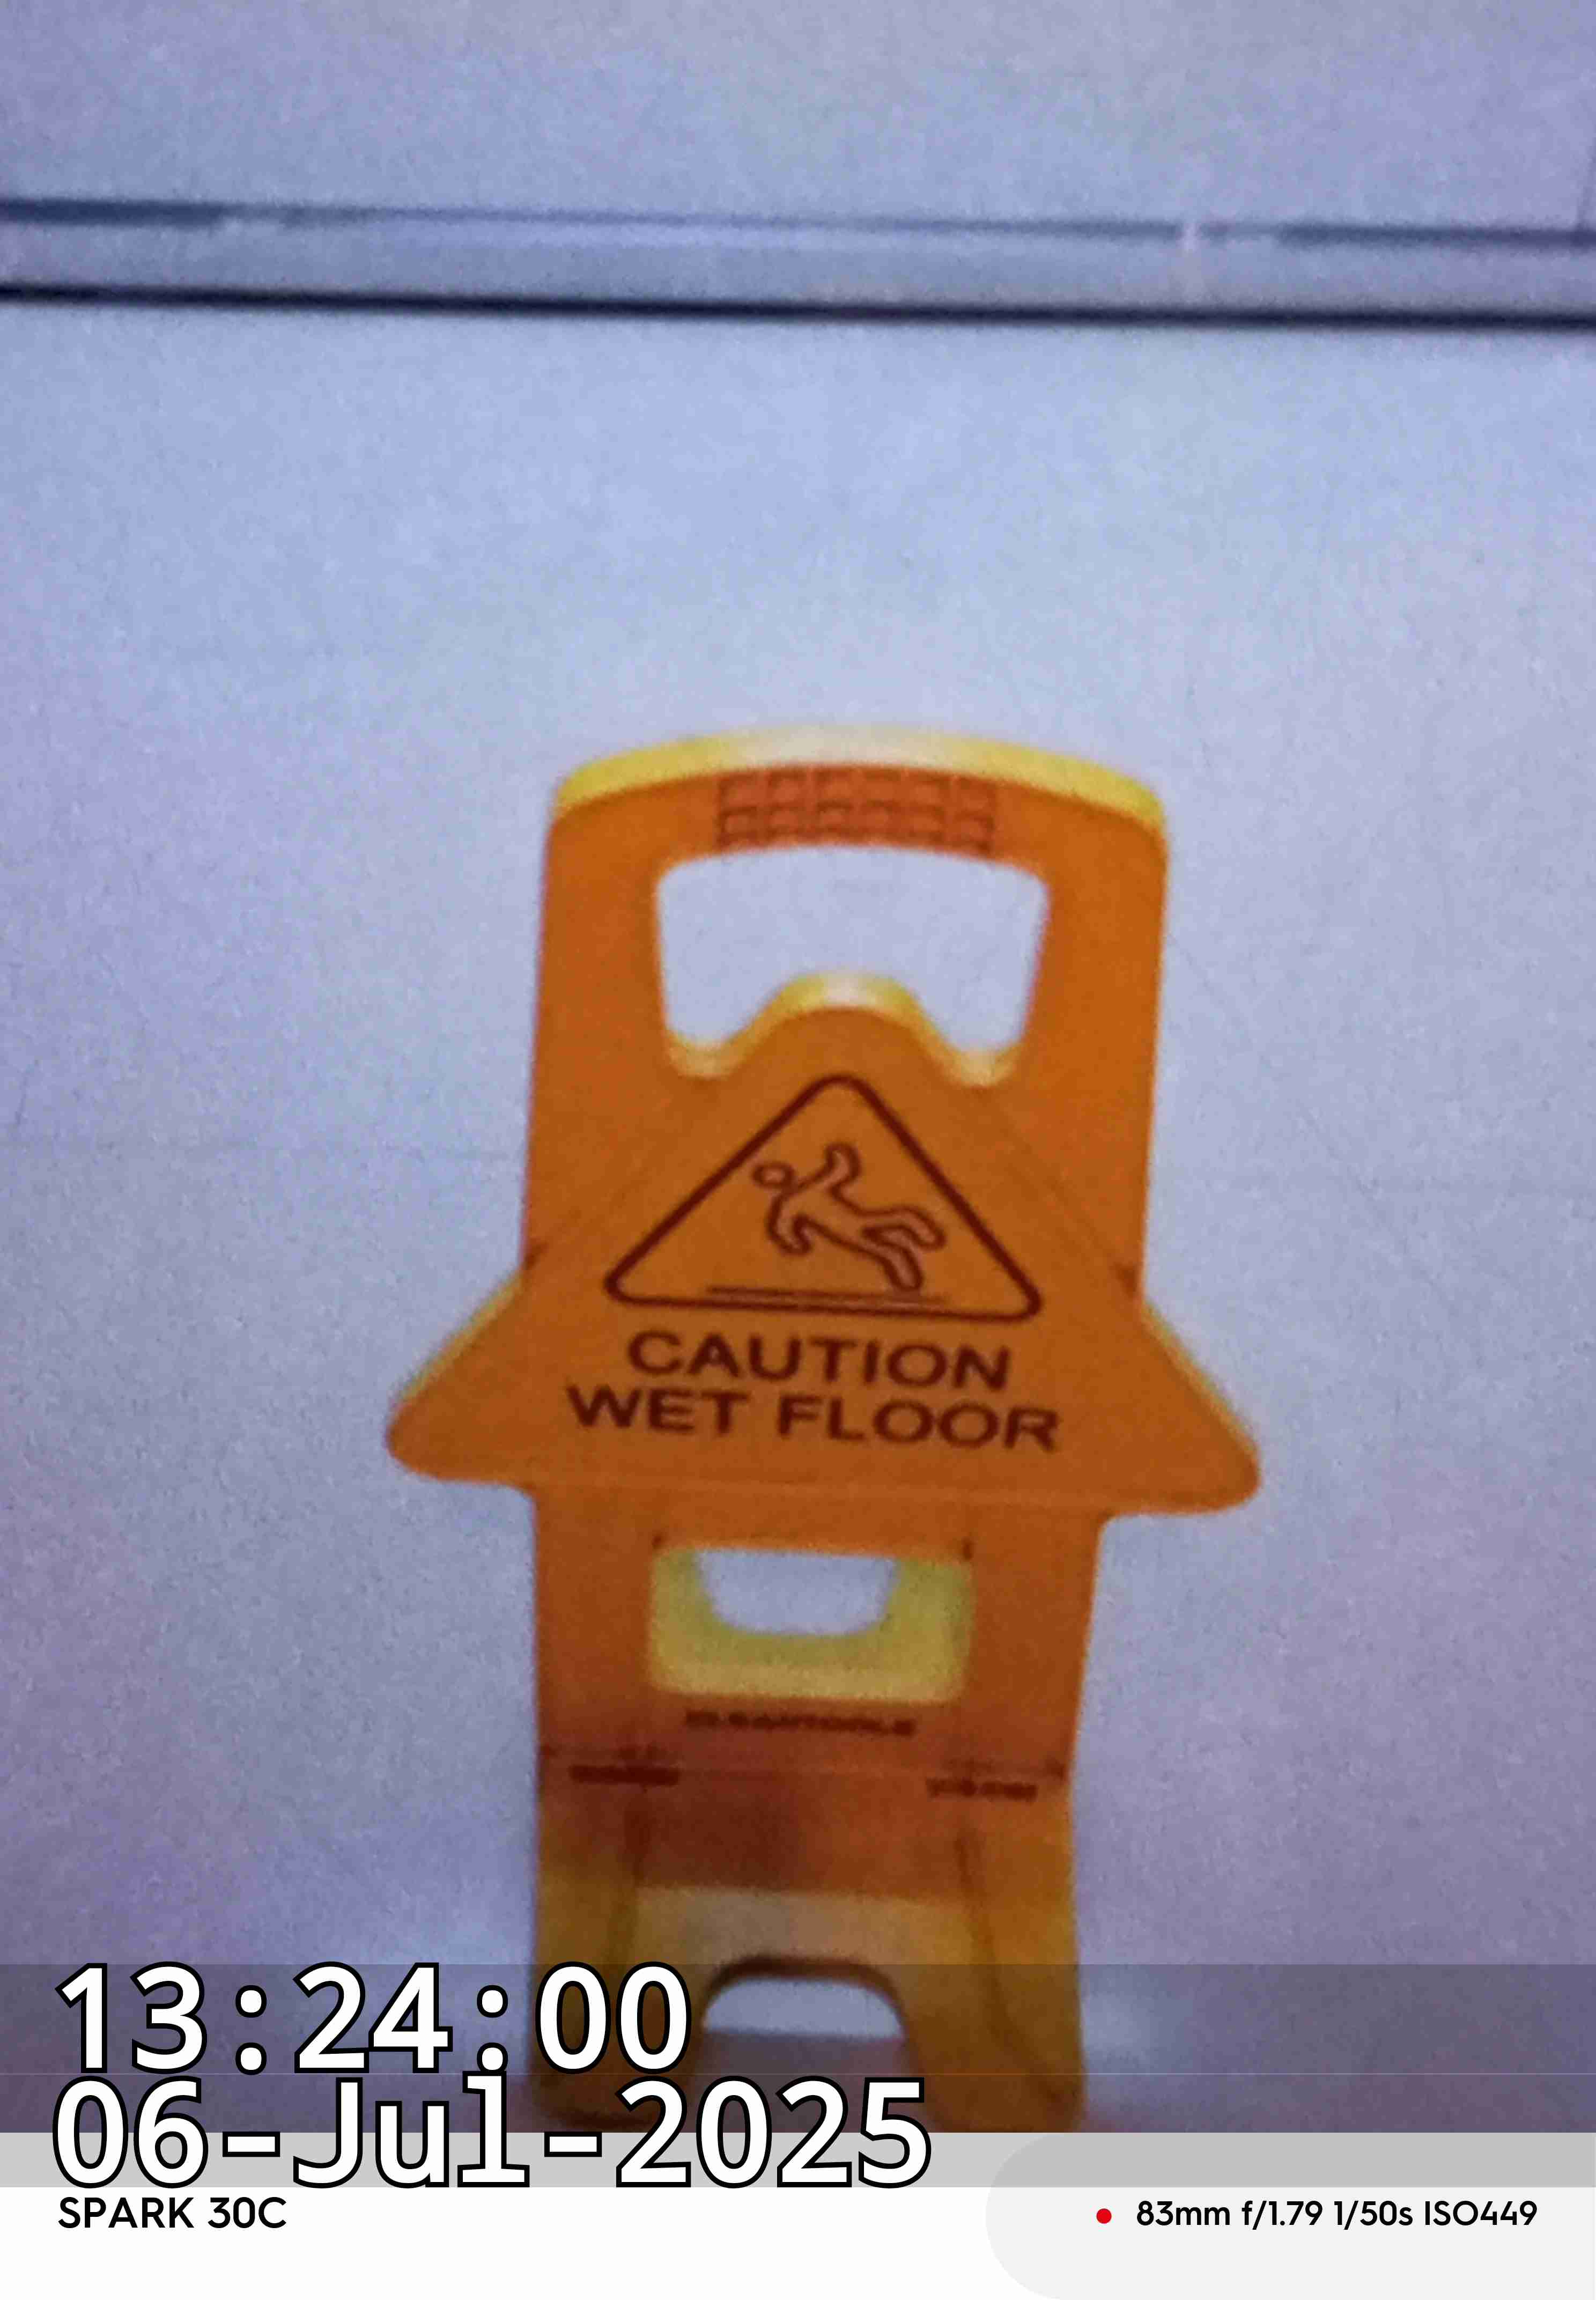 CAUTION
WET FLOOR
13:24:00
06-Jul-2025
SPARK 30C
83mm f/1.79 1/50s ISO449